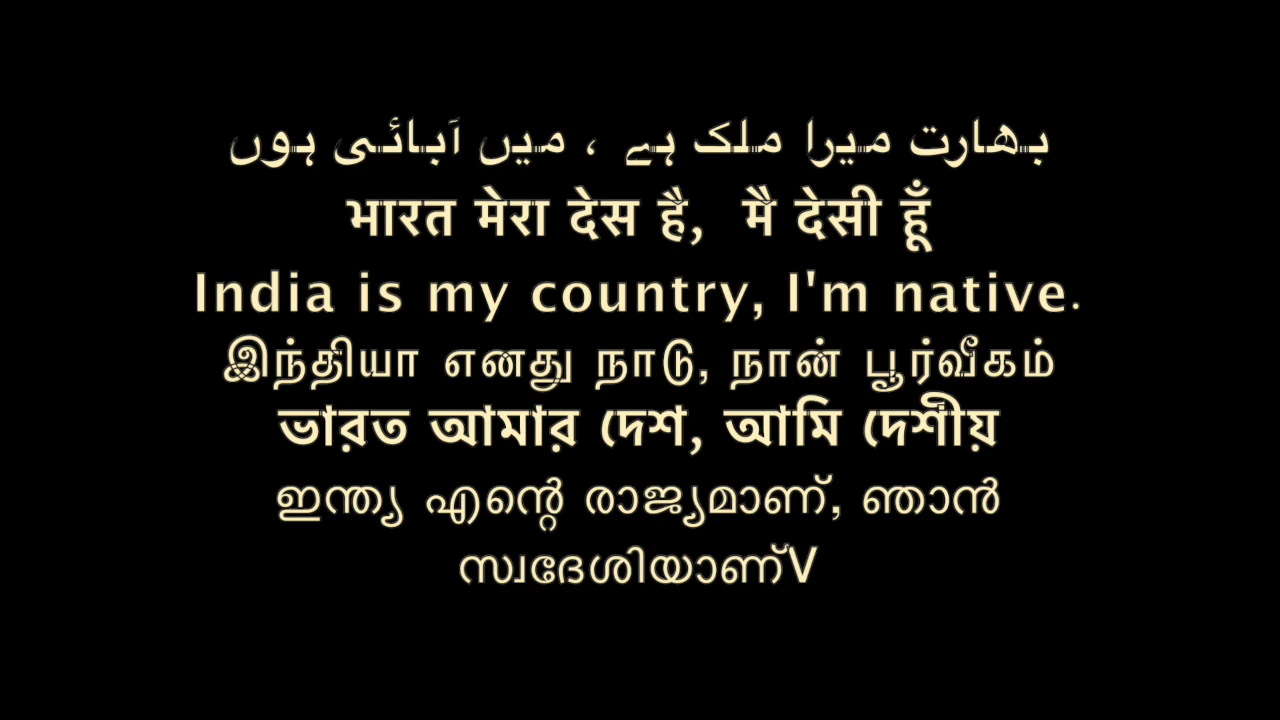 بھارت میرا ملک ہے ، میں آبائی ہوں
भारत मेरा देस है, मै देसी हूँ
India is my country, I'm native.
இந்தியா எனது நாடு, நான் பூர்வீகம்
ভারত আমার দেশ, আমি দেশীয়
ഇന്ത്യ എന്റെ രാജ്യമാണ്, ഞാൻ
സ്വദേശിയാണ്V